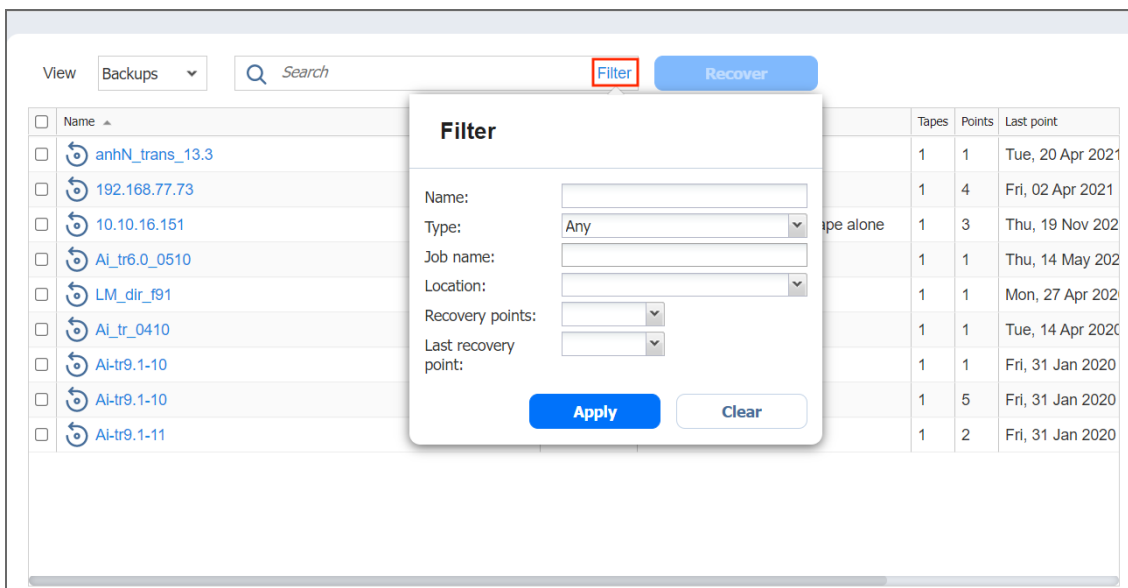 View Backups Search Filter Recover
Name Tapes Points Last point
Filter
anhN_trans_13.3 1 1 Tue, 20 Apr 2021
192.168.77.73 1 4 Fri, 02 Apr 2021
Name:
10.10.16.151 alone 1 3 Thu, 19 Nov 202
Type: Any
Job name:
Ai_tr6.0_0510 1 1 Thu, 14 May 202
Location:
LM_dir_f91 1 1 Mon, 27 Apr 202
Recovery points:
Ai_tr_0410 1 1 Tue, 14 Apr 2020
Last recovery
point:
Ai-tr9.1-10 1 1 Fri, 31 Jan 2020
Ai-tr9.1-10 1 5 Fri, 31 Jan 2020
Apply Clear
Ai-tr9.1-11 1 2 Fri, 31 Jan 2020